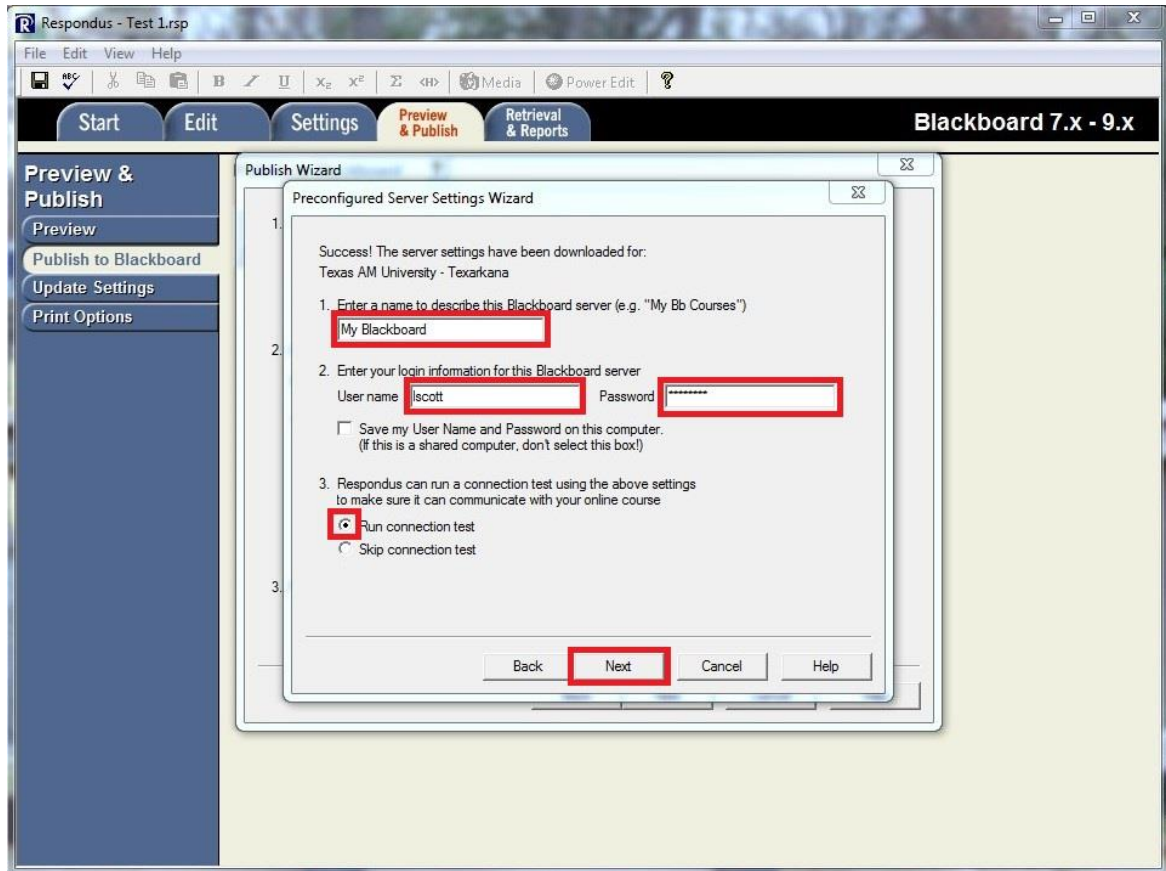 Respondus - Test 1.rsp
File Edit View Help
ABC B I U X₂ X² Σ <H> Media Power Edit ?
Start Edit Settings Preview & Publish Retrieval & Reports Blackboard 7.x - 9.x
Preview & Publish
Preview
Publish to Blackboard
Update Settings
Print Options
Publish Wizard
Preconfigured Server Settings Wizard
1.
2.
3.
Success! The server settings have been downloaded for:
Texas AM University - Texarkana
1. Enter a name to describe this Blackboard server (e.g. "My Bb Courses")
My Blackboard
2. Enter your login information for this Blackboard server
User name lscott Password ********
Save my User Name and Password on this computer.
(If this is a shared computer, don't select this box!)
3. Respondus can run a connection test using the above settings
to make sure it can communicate with your online course
Run connection test
Skip connection test
Back Next Cancel Help